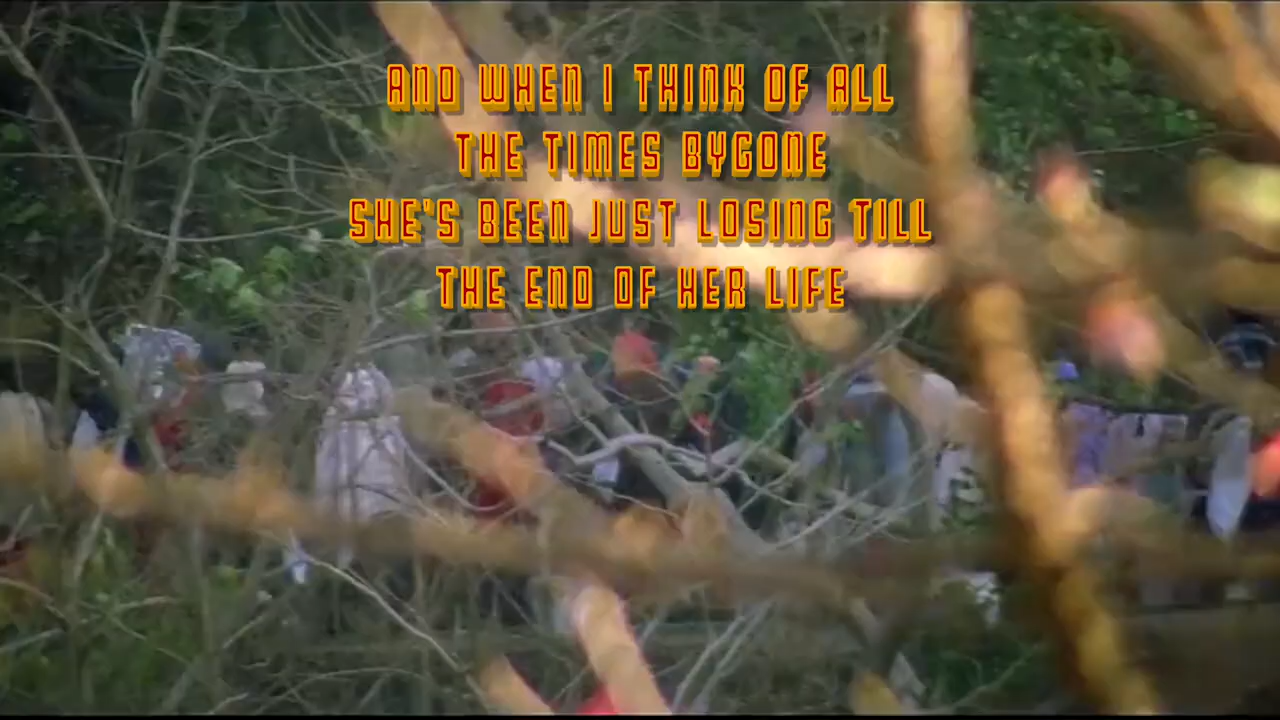 AND WHEN I THINK OF ALL
THE TIMES BYGONE
SHE'S BEEN JUST LOSING TILL
THE END OF HER LIFE